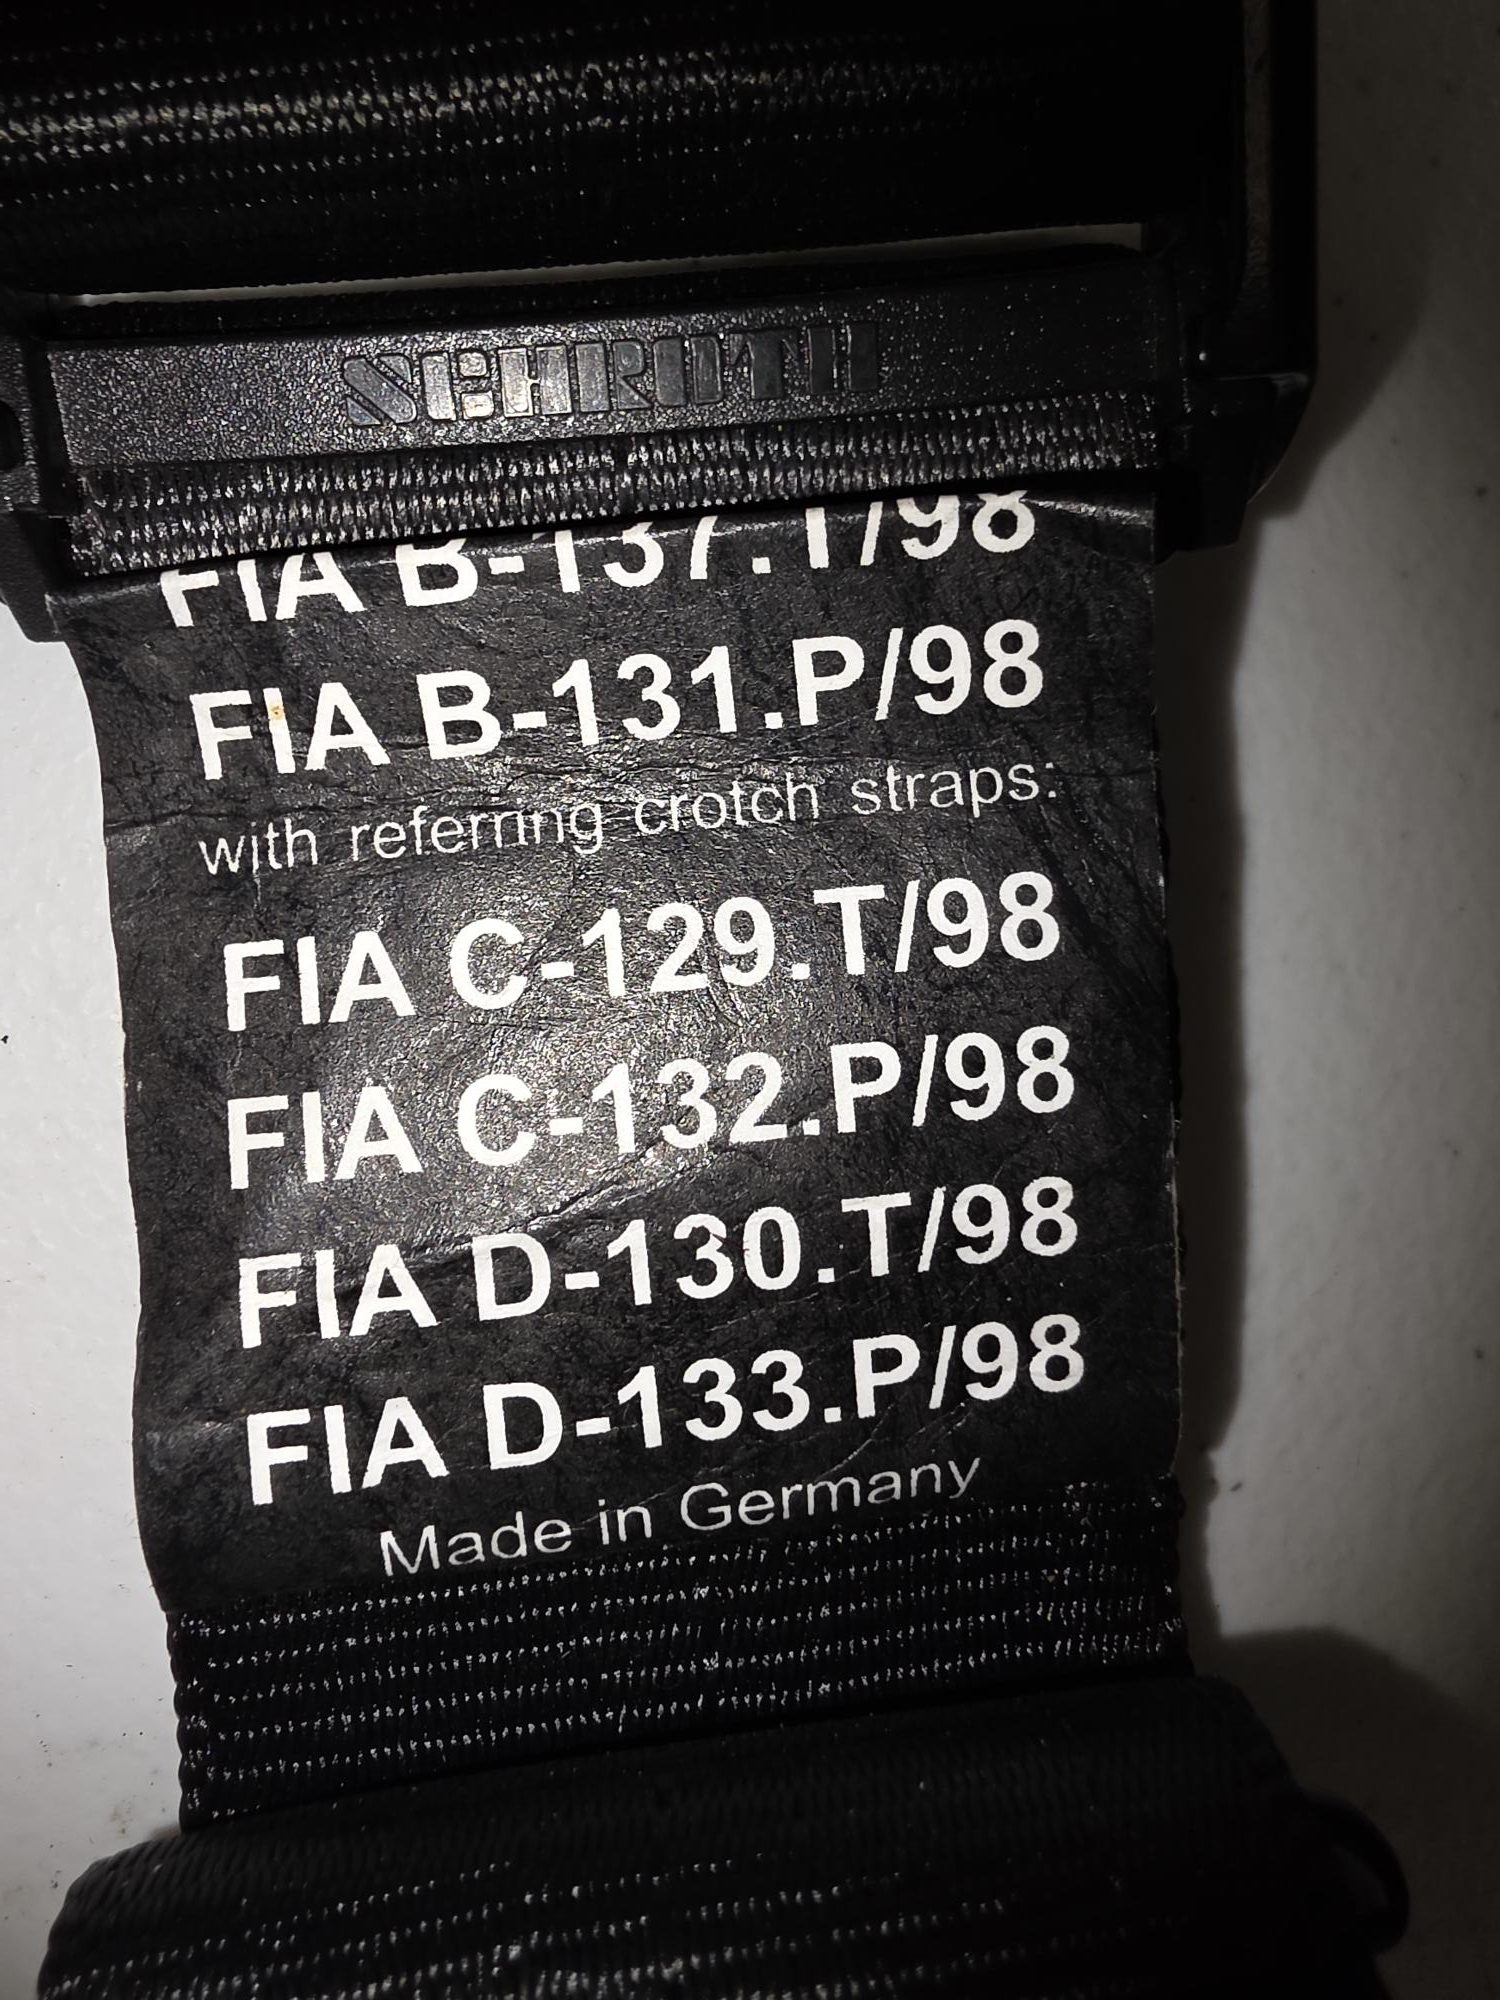 SCHROTH
FIA B-137.T/98
FIA B-131.P/98
with referring crotch straps:
FIA C-129.T/98
FIA C-132.P/98
FIA D-130.T/98
FIA D-133.P/98
Made in Germany